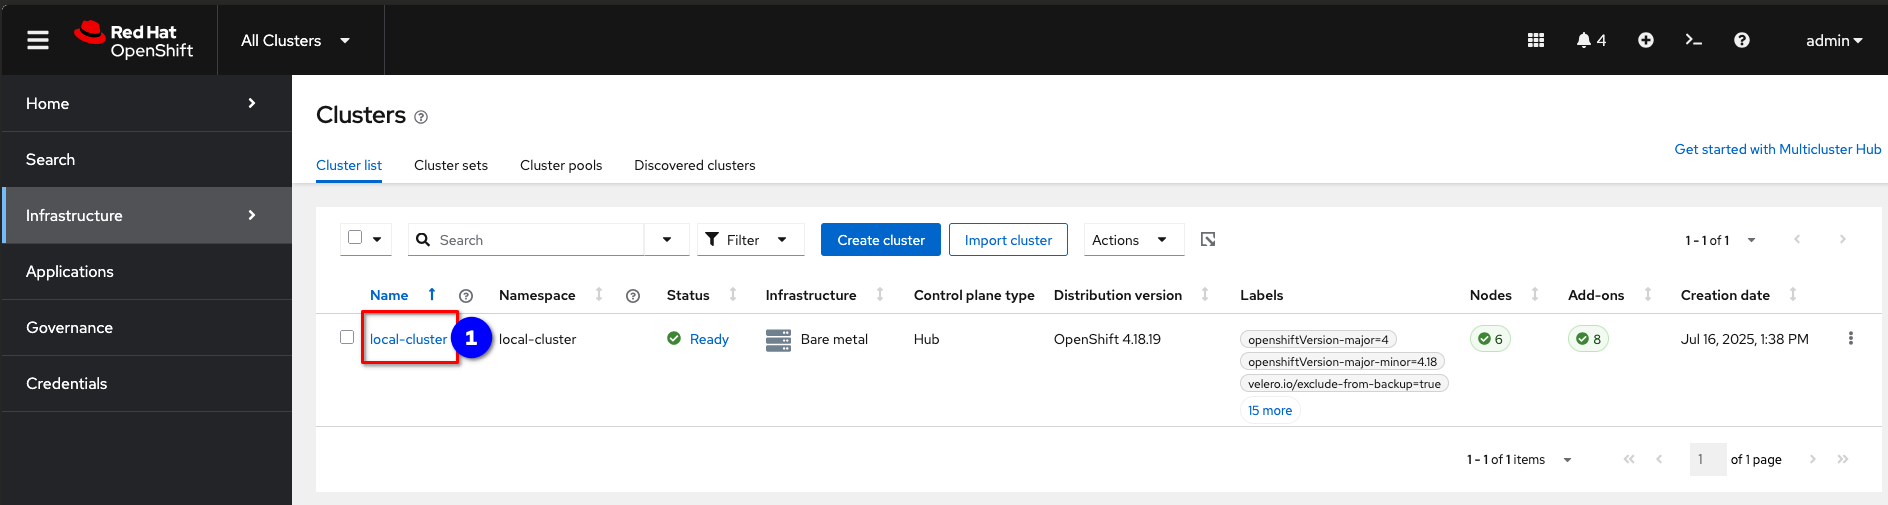 Red Hat
OpenShift
All Clusters
4
admin
Home
Search
Infrastructure
Applications
Governance
Credentials
Clusters
Get started with Multicluster Hub
Cluster list Cluster sets Cluster pools Discovered clusters
Search Filter Create cluster Import cluster Actions 1 - 1 of 1
Name Namespace Status Infrastructure Control plane type Distribution version Labels Nodes Add-ons Creation date
local-cluster 1 local-cluster Ready Bare metal Hub OpenShift 4.18.19 openshiftVersion-major=4 6 8 Jul 16, 2025, 1:38 PM
openshiftVersion-major-minor=4.18
velero.io/exclude-from-backup=true
15 more
1 - 1 of 1 items 1 of 1 page